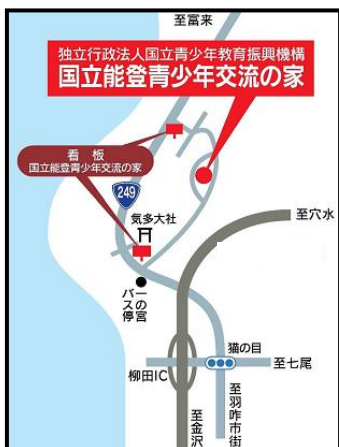 至富来
独立行政法人国立青少年教育振興機構
国立能登青少年交流の家
看板
国立能登青少年交流の家
249
気多大社
至穴水
一の宮
バス停
猫の目
至七尾
柳田IC
至羽咋市街
至金沢